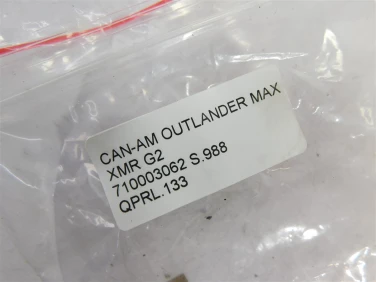 CAN-AM OUTLANDER MAX
XMR G2
710003062 S.988
QPRL.133